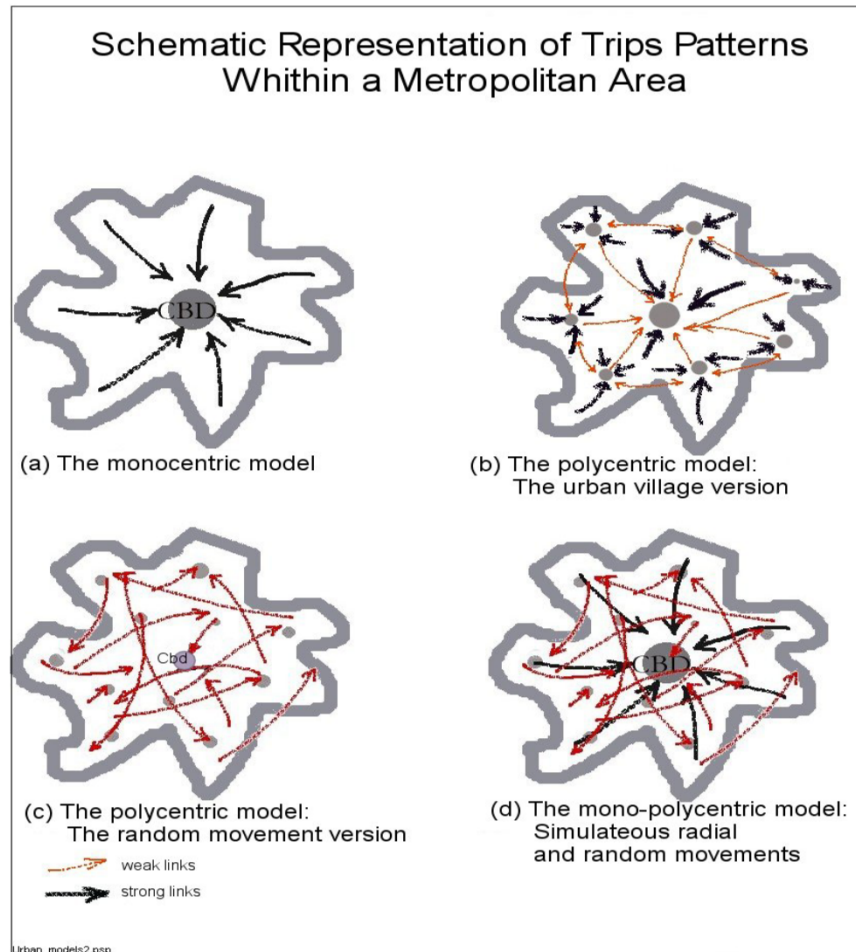 Schematic Representation of Trips Patterns
Whithin a Metropolitan Area
CBD
(a) The monocentric model
(b) The polycentric model:
The urban village version
Cbd
(c) The polycentric model:
The random movement version
CBD
(d) The mono-polycentric model:
Simulateous radial
and random movements
weak links
strong links
Urban_models2.psp